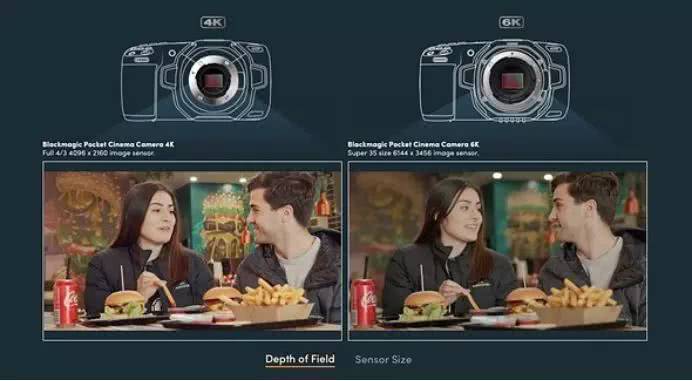 4K
6K
Blackmagic Pocket Cinema Camera 4K
Full 4/3 4096 x 2160 image sensor.
Blackmagic Pocket Cinema Camera 6K
Super 35 size 6144 x 3456 image sensor.
Depth of Field
Sensor Size